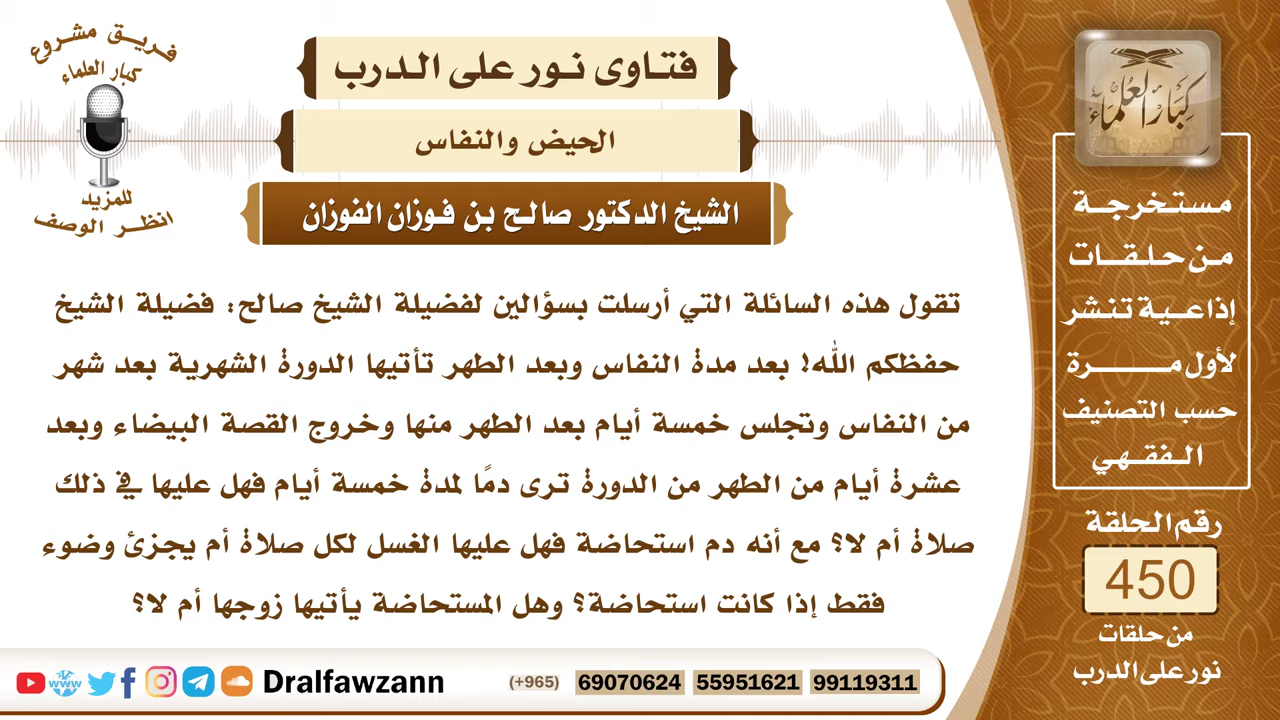 فريق مشروع
كبار العلماء
للمزيد
انظر الوصف
فتاوى نور على الدرب
الحيض والنفاس
الشيخ الدكتور صالح بن فوزان الفوزان
تقول هذه السائلة التي أرسلت بسؤالين لفضيلة الشيخ صالح: فضيلة الشيخ
حفظكم الله! بعد مدة النفاس وبعد الطهر تأتيها الدورة الشهرية بعد شهر
من النفاس وتجلس خمسة أيام بعد الطهر منها وخروج القصة البيضاء وبعد
عشرة أيام من الطهر من الدورة ترى دمًا لمدة خمسة أيام فهل عليها في ذلك
صلاة أم لا؟ مع أنه دم استحاضة فهل عليها الغسل لكل صلاة أم يجزئ وضوء
فقط إذا كانت استحاضة؟ وهل المستحاضة يأتيها زوجها أم لا؟
كبار العلماء
مستخرجة
من حلقات
إذاعية تنشر
لأول مرة
حسب التصنيف
الفقهي
رقم الحلقة
450
من حلقات
نور على الدرب
Dralfawzann (+965) 69070624 55951621 99119311